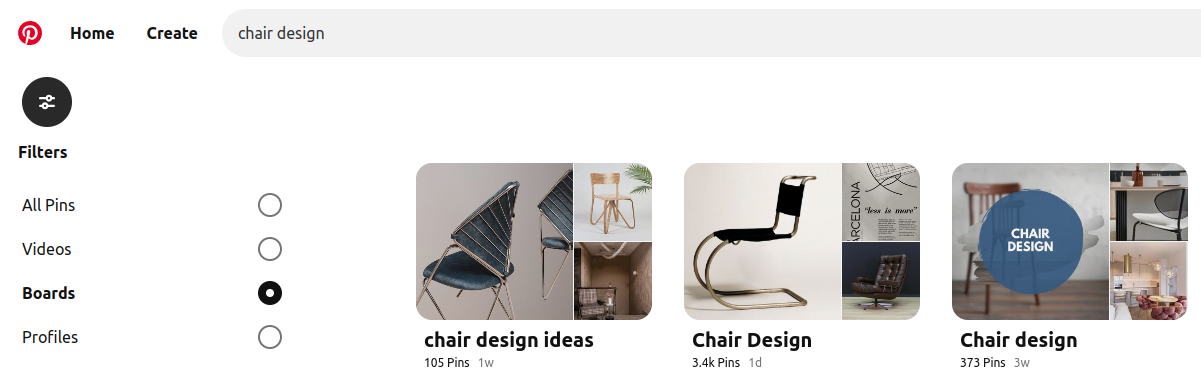 Home Create chair design
Filters
All Pins
Videos
Boards
Profiles
ARCELONA
"less is more"
CHAIR
DESIGN
chair design ideas
105 Pins 1w
Chair Design
3.4k Pins 1d
Chair design
373 Pins 3w